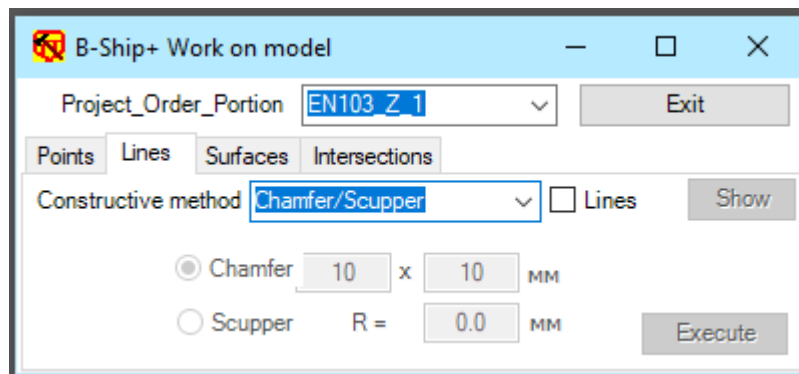 B-Ship+ Work on model
Project_Order_Portion EN103_Z_1 Exit
Points Lines Surfaces Intersections
Constructive method Chamfer/Scupper Lines Show
Chamfer 10 x 10 мм
Scupper R = 0.0 мм
Execute